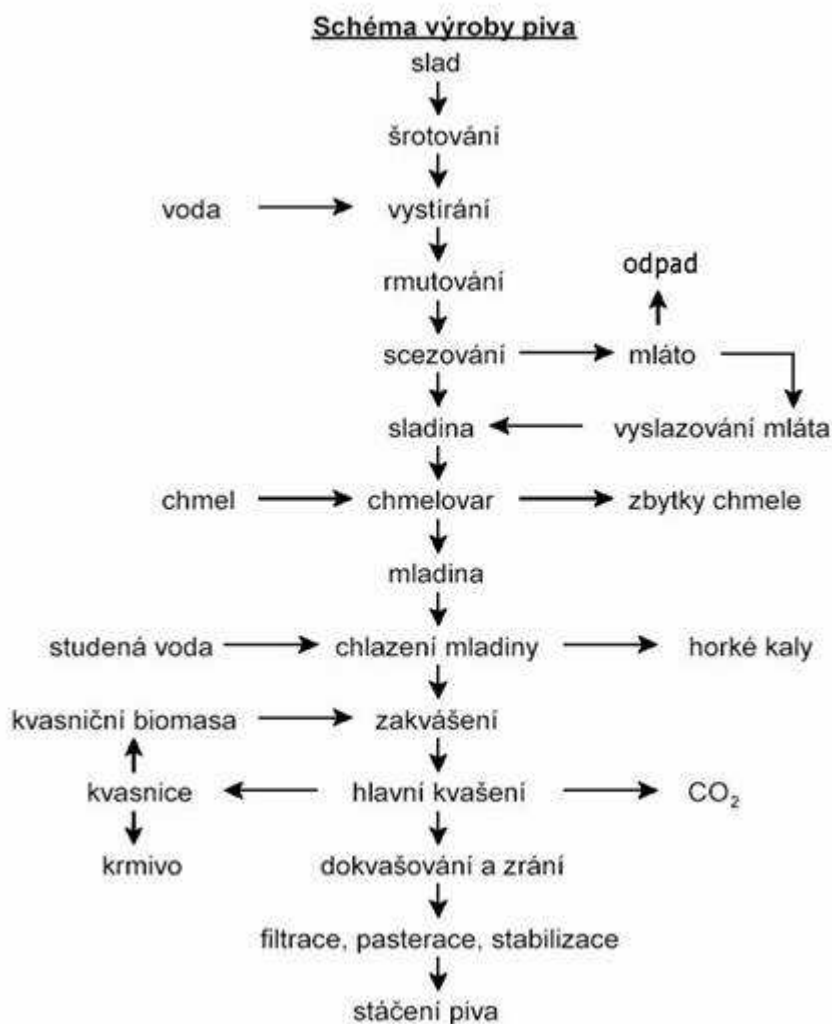 Schéma výroby piva
slad
šrotování
voda vystírání
rmutování
odpad
scezování mláto
sladina vyslazování mláta
chmel chmelovar zbytky chmele
mladina
studená voda chlazení mladiny horké kaly
kvasniční biomasa zakvášení
kvasnice hlavní kvašení CO₂
krmivo dokvašování a zrání
filtrace, pasterace, stabilizace
stáčení piva